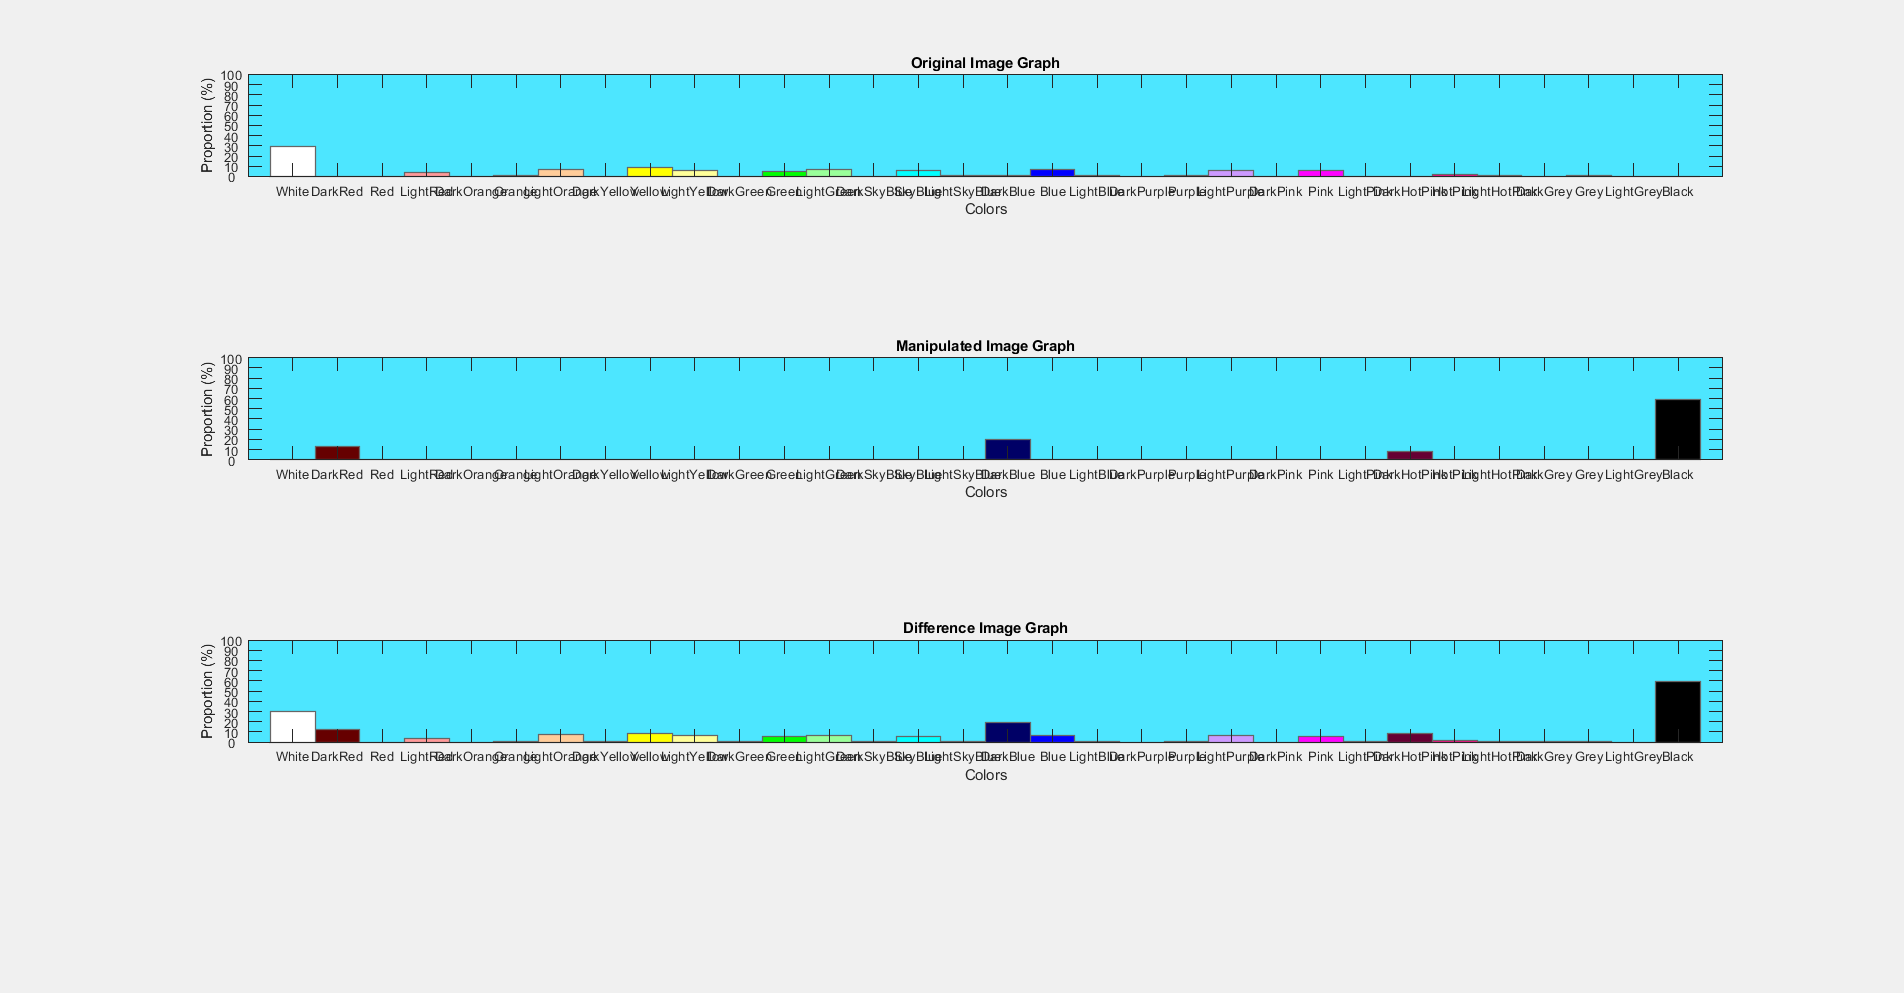 Original Image Graph
Proportion (%)
100
90
80
70
60
50
40
30
20
10
0
White DarkRed Red LightRed DarkOrange Orange LightOrange DarkYellow Yellow LightYellow DarkGreen Green LightGreen DarkSkyBlue SkyBlue LightSkyBlue DarkBlue Blue LightBlue DarkPurple Purple LightPurple DarkPink Pink LightPink DarkHotPink HotPink LightHotPink DarkGrey Grey LightGrey Black
Colors
Manipulated Image Graph
Proportion (%)
100
90
80
70
60
50
40
30
20
10
0
White DarkRed Red LightRed DarkOrange Orange LightOrange DarkYellow Yellow LightYellow DarkGreen Green LightGreen DarkSkyBlue SkyBlue LightSkyBlue DarkBlue Blue LightBlue DarkPurple Purple LightPurple DarkPink Pink LightPink DarkHotPink HotPink LightHotPink DarkGrey Grey LightGrey Black
Colors
Difference Image Graph
Proportion (%)
100
90
80
70
60
50
40
30
20
10
0
White DarkRed Red LightRed DarkOrange Orange LightOrange DarkYellow Yellow LightYellow DarkGreen Green LightGreen DarkSkyBlue SkyBlue LightSkyBlue DarkBlue Blue LightBlue DarkPurple Purple LightPurple DarkPink Pink LightPink DarkHotPink HotPink LightHotPink DarkGrey Grey LightGrey Black
Colors